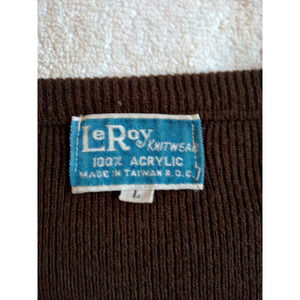 LeRoy KNITWEAR
100% ACRYLIC
MADE IN TAIWAN R.O.C.
L